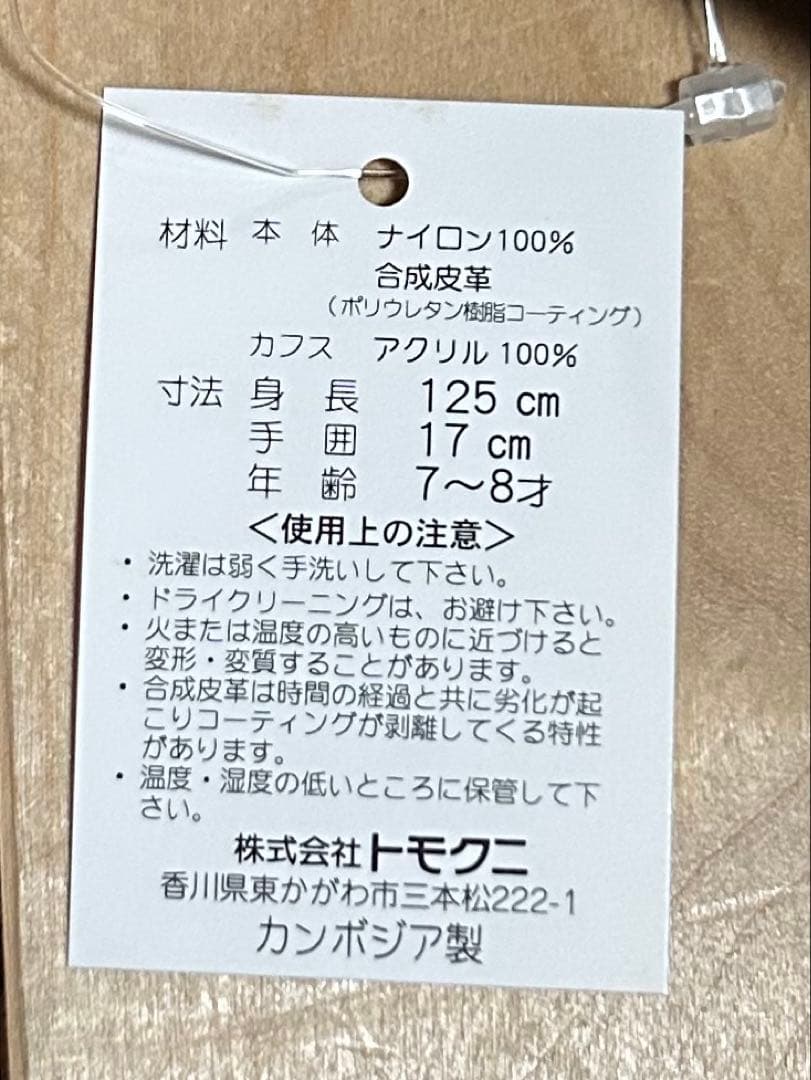 材料 本 体 ナイロン100%
合成皮革
(ポリウレタン樹脂コーティング)
カフス アクリル 100%
寸法 身 長 125 cm
手 囲 17 cm
年 齢 7～8才
＜使用上の注意＞
・洗濯は弱く手洗いして下さい。
・ドライクリーニングは、お避け下さい。
・火または温度の高いものに近づけると
変形・変質することがあります。
・合成皮革は時間の経過と共に劣化が起
こりコーティングが剥離してくる特性
があります。
・温度・湿度の低いところに保管して下
さい。
株式会社トモクニ
香川県東かがわ市三本松222-1
カンボジア製